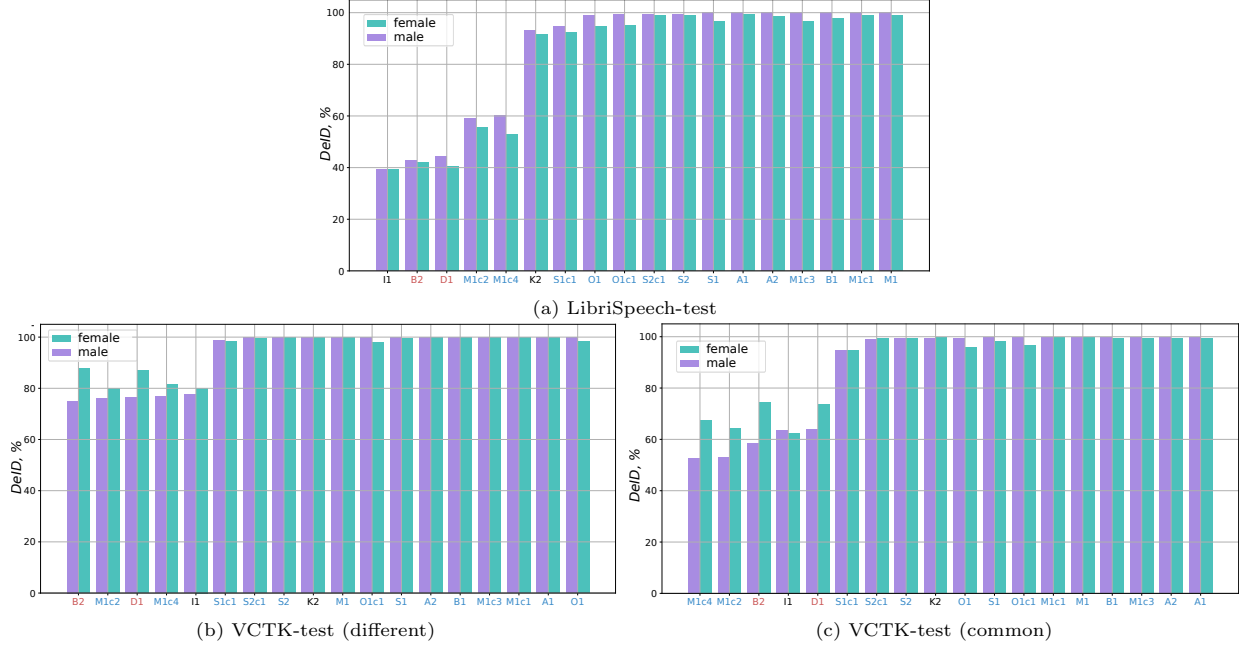 100
80
60
40
20
0
DeID, %
female
male
I1 B2 D1 M1c2 M1c4 K2 S1c1 O1 O1c1 S2c1 S2 S1 A1 A2 M1c3 B1 M1c1 M1
(a) LibriSpeech-test
100
80
60
40
20
0
DeID, %
female
male
B2 M1c2 D1 M1c4 I1 S1c1 S2c1 S2 K2 M1 O1c1 S1 A2 B1 M1c3 M1c1 A1 O1
(b) VCTK-test (different)
100
80
60
40
20
0
DeID, %
female
male
M1c4 M1c2 B2 I1 D1 S1c1 S2c1 S2 K2 O1 S1 O1c1 M1c1 M1 B1 M1c3 A2 A1
(c) VCTK-test (common)